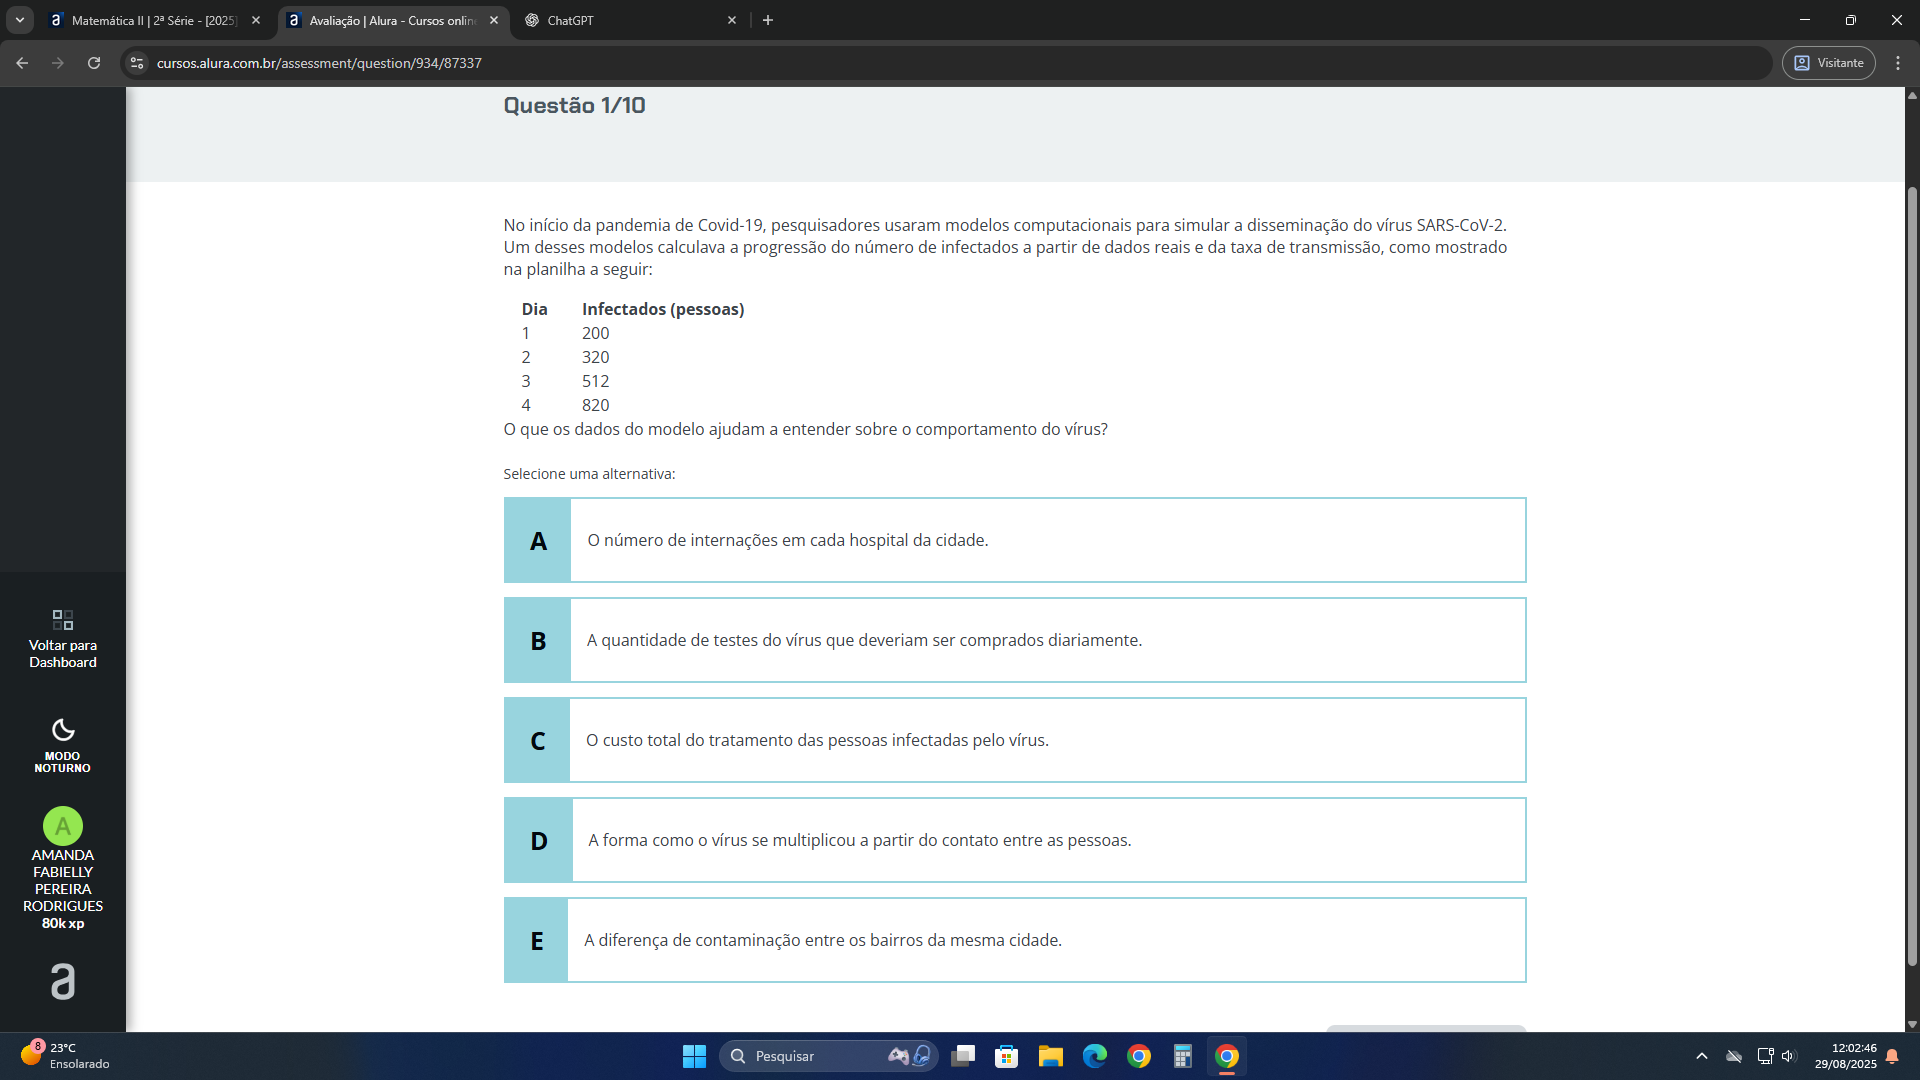 Matemática II | 2ª Série - [2025]
Avaliação | Alura - Cursos online
ChatGPT
cursos.alura.com.br/assessment/question/934/87337
Visitante
Questão 1/10
No início da pandemia de Covid-19, pesquisadores usaram modelos computacionais para simular a disseminação do vírus SARS-CoV-2.
Um desses modelos calculava a progressão do número de infectados a partir de dados reais e da taxa de transmissão, como mostrado
na planilha a seguir:
Dia Infectados (pessoas)
1 200
2 320
3 512
4 820
O que os dados do modelo ajudam a entender sobre o comportamento do vírus?
Selecione uma alternativa:
A O número de internações em cada hospital da cidade.
B A quantidade de testes do vírus que deveriam ser comprados diariamente.
C O custo total do tratamento das pessoas infectadas pelo vírus.
D A forma como o vírus se multiplicou a partir do contato entre as pessoas.
E A diferença de contaminação entre os bairros da mesma cidade.
Voltar para
Dashboard
MODO
NOTURNO
A
AMANDA
FABIELLY
PEREIRA
RODRIGUES
80k xp
a
8
23°C
Ensolarado
Pesquisar
12:02:46
29/08/2025